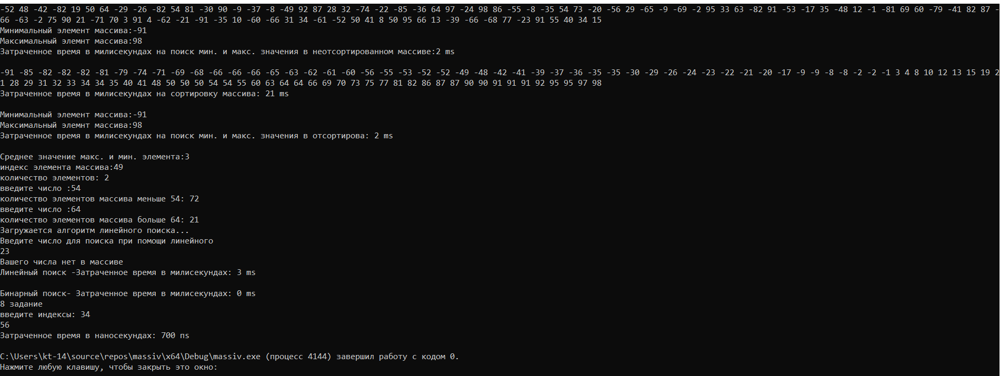 -52 48 -42 -82 19 50 64 -29 -26 -82 54 81 -30 90 -9 -37 -8 -49 92 87 28 32 -74 -22 -85 -36 64 97 -24 98 86 -55 -8 -35 54 73 -20 -56 29 -65 -9 -69 -2 95 33 63 -82 91 -53 -17 35 -48 12 -1 -81 69 60 -79 -41 82 87 -
66 -63 -2 75 90 21 -71 70 3 91 4 -62 -21 -91 -35 10 -60 -66 31 34 -61 -52 50 41 8 50 95 66 13 -39 -66 -68 77 -23 91 55 40 34 15
Минимальный элемент массива:-91
Максимальный элемнт массива:98
Затраченное время в милисекундах на поиск мин. и макс. значения в неотсортированном массиве:2 ms
-91 -85 -82 -82 -82 -81 -79 -74 -71 -69 -68 -66 -66 -66 -65 -63 -62 -61 -60 -56 -55 -53 -52 -52 -49 -48 -42 -41 -39 -37 -36 -35 -35 -30 -29 -26 -24 -23 -22 -21 -20 -17 -9 -9 -8 -8 -2 -2 -1 3 4 8 10 12 13 15 19 2
1 28 29 31 32 33 34 34 35 40 41 48 50 50 50 54 54 55 60 63 64 64 66 69 70 73 75 77 81 82 86 87 87 90 90 91 91 91 92 95 95 97 98
Затраченное время в милисекундах на сортировку массива: 21 ms
Минимальный элемент массива:-91
Максимальный элемнт массива:98
Затраченное время в милисекундах на поиск мин. и макс. значения в отсортирова: 2 ms
Среднее значение макс. и мин. элемента:3
индекс элемента массива:49
количество элементов: 2
введите число :54
количество элементов массива меньше 54: 72
введите число :64
количество элементов массива больше 64: 21
Загружается алгоритм линейного поиска...
Введите число для поиска при помощи линейного
23
Вашего числа нет в массиве
Линейный поиск -Затраченное время в милисекундах: 3 ms
Бинарный поиск- Затраченное время в милисекундах: 0 ms
8 задание
введите индексы: 34
56
Затраченное время в наносекундах: 700 пs
C:\Users\kt-14\source\repos\massiv\x64\Debug\massiv.exe (процесс 4144) завершил работу с кодом 0.
Нажмите любую клавишу, чтобы закрыть это окно: